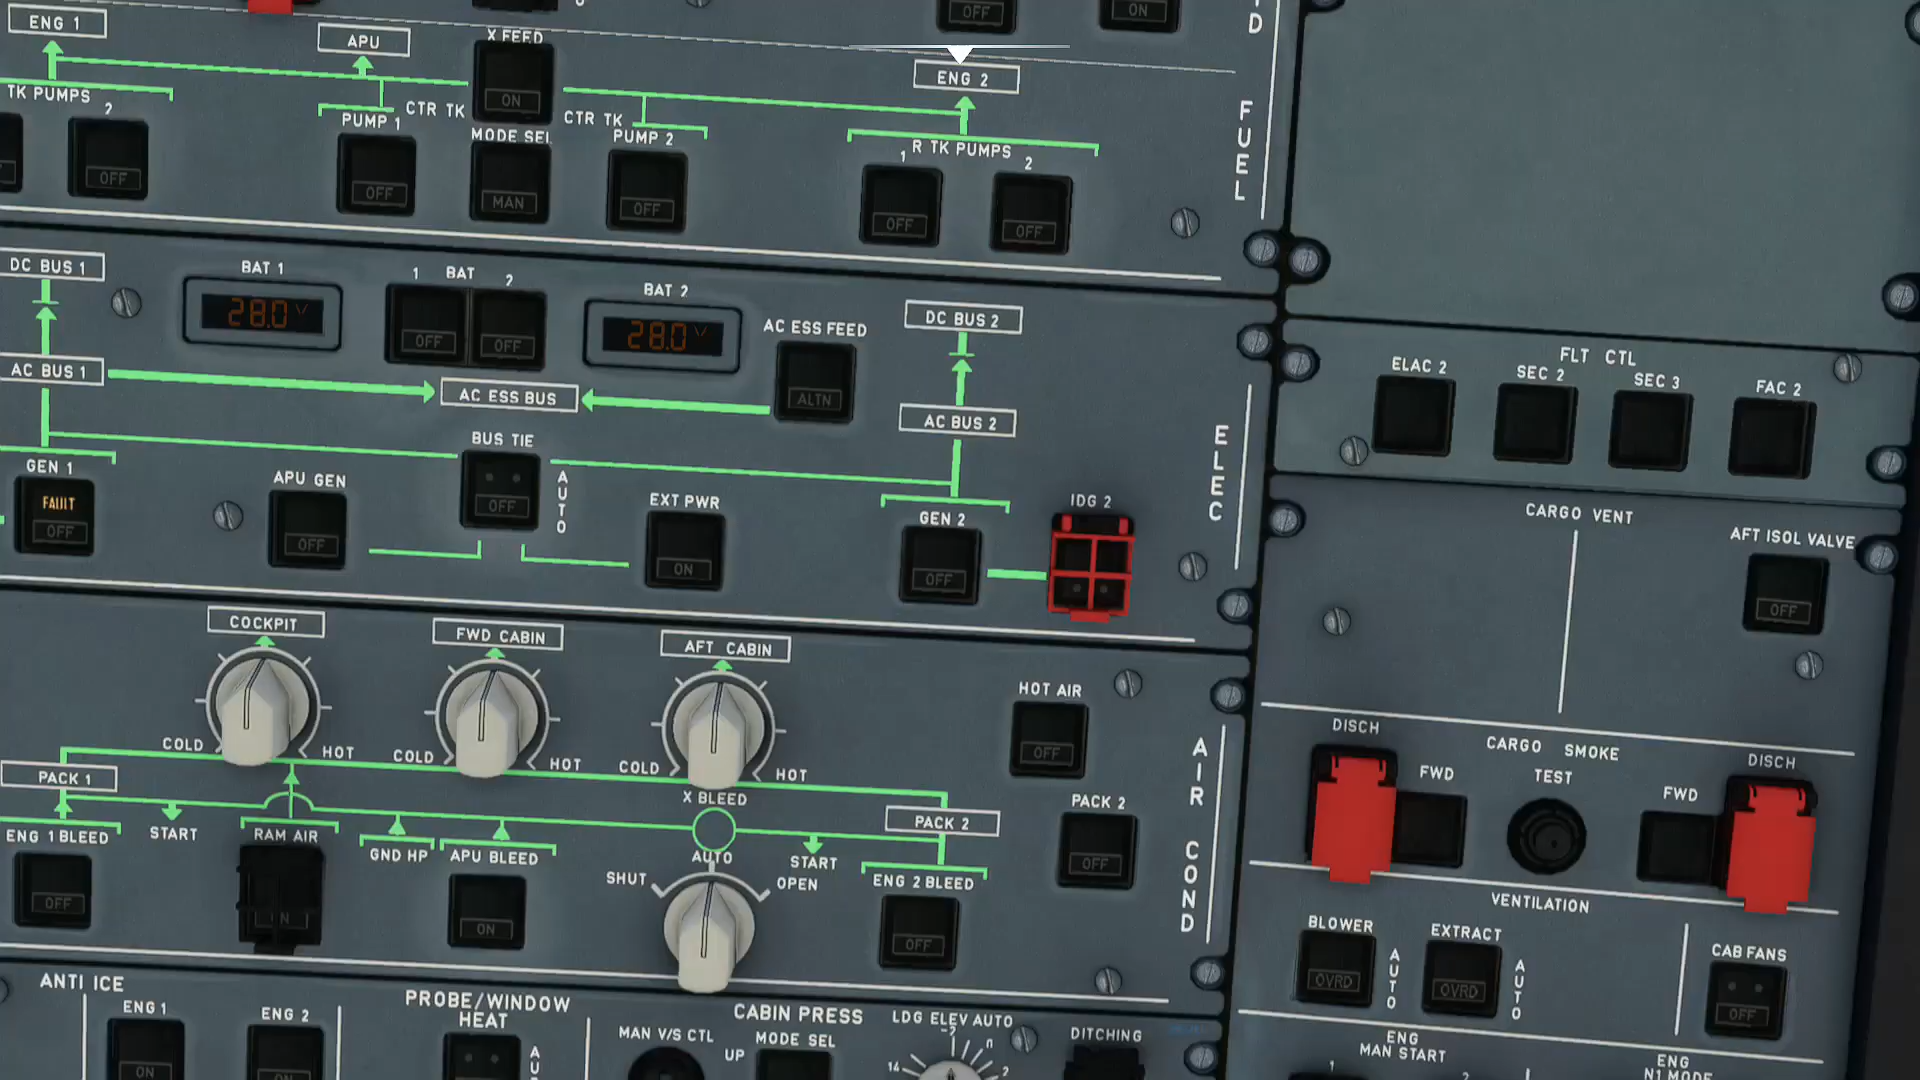 OFF
ON
D
ENG 1
APU
X FEED
ON
ENG 2
TK PUMPS
2
OFF
CTR TK
PUMP 1
OFF
MODE SEL
MAN
CTR TK
PUMP 2
OFF
R TK PUMPS
1
2
OFF
OFF
FUEL
DC BUS 1
BAT 1
28.0 V
1 BAT 2
OFF
OFF
BAT 2
28.0 V
AC ESS FEED
ALTN
DC BUS 2
AC BUS 1
AC ESS BUS
AC BUS 2
GEN 1
FAULT
OFF
APU GEN
OFF
BUS TIE
OFF
AUTO
EXT PWR
ON
GEN 2
OFF
IDG 2
ELEC
FLT CTL
ELAC 2
SEC 2
SEC 3
FAC 2
CARGO VENT
AFT ISOL VALVE
OFF
COCKPIT
COLD
HOT
FWD CABIN
COLD
HOT
AFT CABIN
COLD
HOT
HOT AIR
OFF
PACK 1
ENG 1 BLEED
OFF
START
RAM AIR
GND HP
APU BLEED
ON
X BLEED
AUTO
SHUT
OPEN
START
PACK 2
ENG 2 BLEED
OFF
PACK 2
OFF
AIR COND
DISCH
CARGO SMOKE
FWD
TEST
FWD
DISCH
VENTILATION
BLOWER
OVRD
AUTO
EXTRACT
OVRD
AUTO
CAB FANS
OFF
ANTI ICE
ENG 1
ON
ENG 2
PROBE/WINDOW
HEAT
CABIN PRESS
MAN V/S CTL
UP
MODE SEL
LDG ELEV AUTO
-2
14
2
DITCHING
ENG
MAN START
1
ENG
N1 MODE